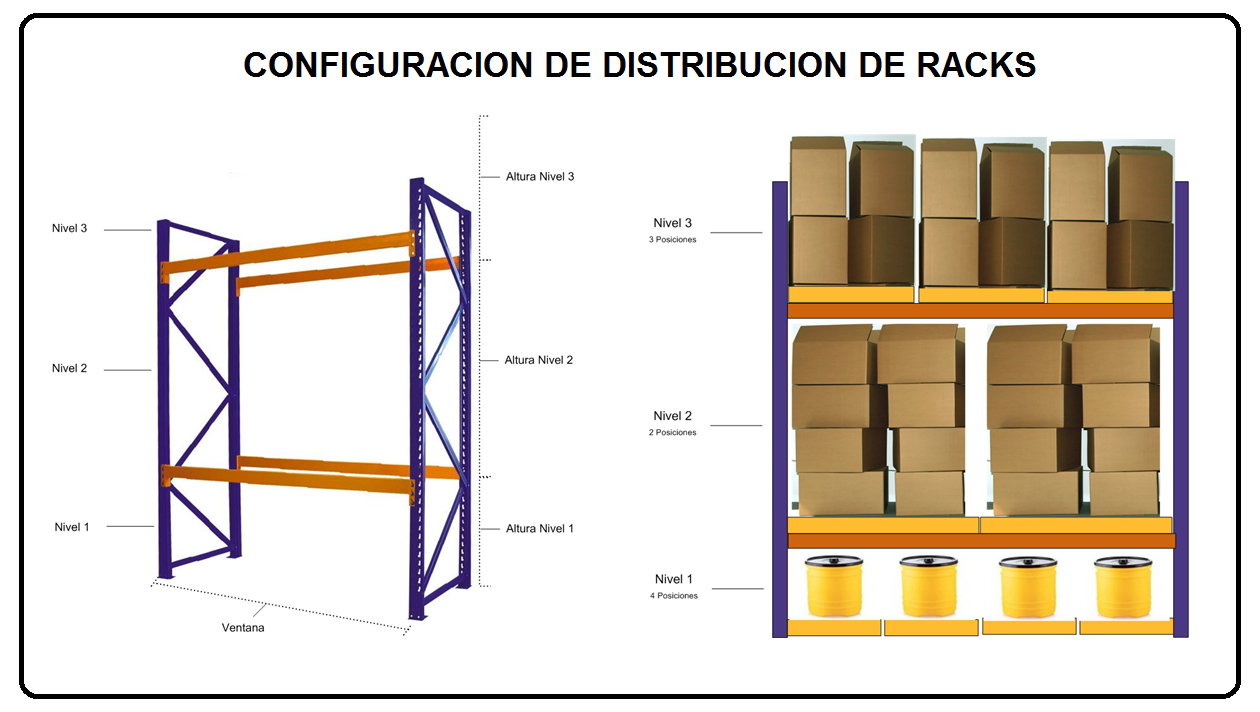 CONFIGURACION DE DISTRIBUCION DE RACKS
Nivel 3
Nivel 2
Nivel 1
Altura Nivel 3
Altura Nivel 2
Altura Nivel 1
Ventana
Nivel 3
3 Posiciones
Nivel 2
2 Posiciones
Nivel 1
4 Posiciones